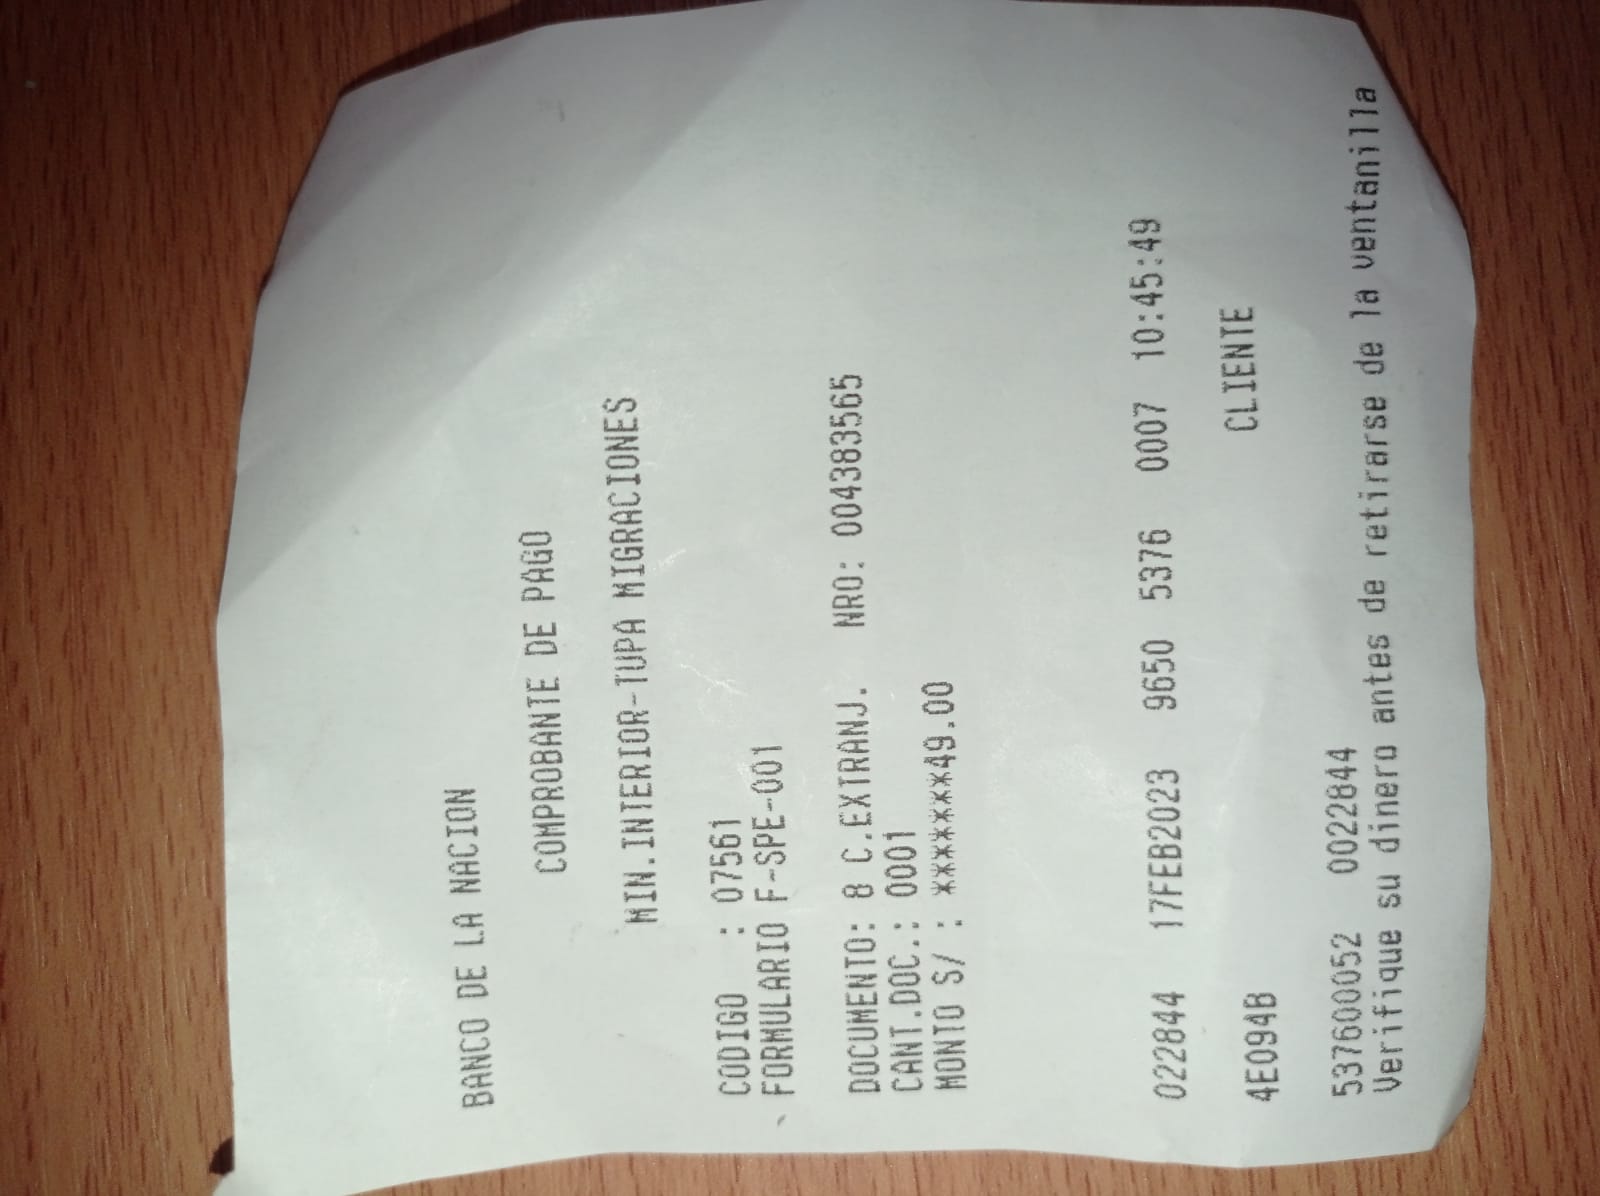 BANCO DE LA NACION
COMPROBANTE DE PAGO
MIN.INTERIOR-TUPA MIGRACIONES
CODIGO : 07561
FORMULARIO F-SPE-001
DOCUMENTO: 8 C.EXTRANJ. NRO: 004383565
CANT.DOC.: 0001
MONTO S/ : *******49.00
022844 17FEB2023 9650 5376 0007 10:45:49
4E094B CLIENTE
537600052 0022844
Verifique su dinero antes de retirarse de la ventanilla